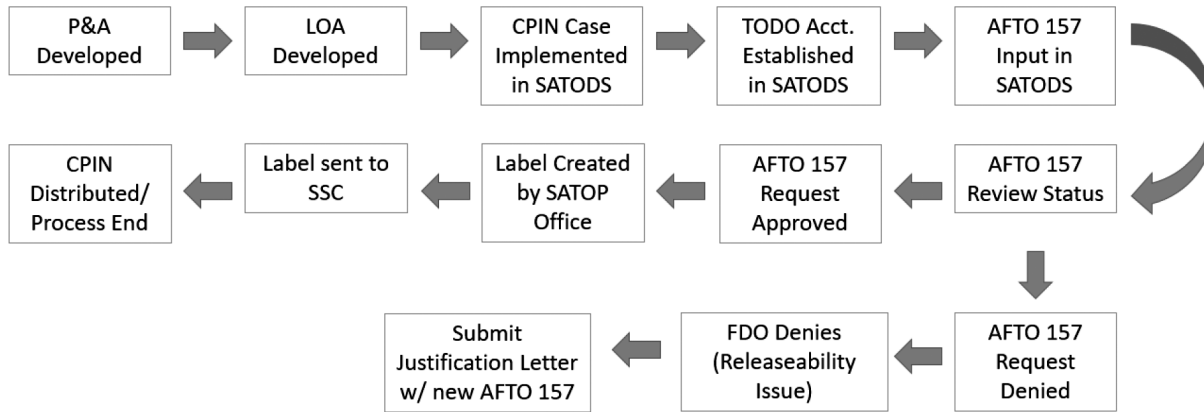 P&A
Developed
LOA
Developed
CPIN Case
Implemented
in SATODS
TODO Acct.
Established
in SATODS
AFTO 157
Input in
SATODS
AFTO 157
Review Status
AFTO 157
Request
Approved
Label Created
by SATOP
Office
Label sent to
SSC
CPIN
Distributed/
Process End
AFTO 157
Request
Denied
FDO Denies
(Releaseability
Issue)
Submit
Justification Letter
w/ new AFTO 157